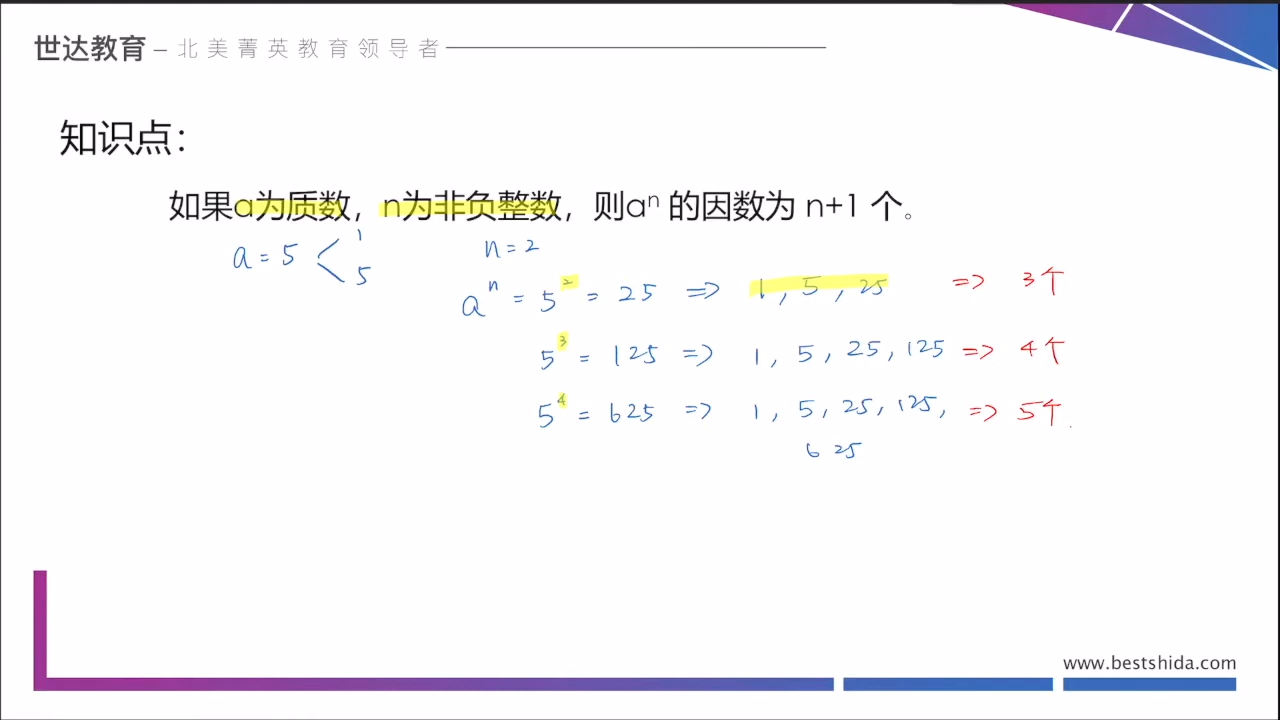 世达教育 – 北美菁英教育领导者
知识点：
如果a为质数，n为非负整数，则aⁿ 的因数为 n+1 个。
a = 5 < 1
5
n = 2
aⁿ = 5² = 25 => 1, 5, 25 => 3个
5³ = 125 => 1, 5, 25, 125 => 4个
5⁴ = 625 => 1, 5, 25, 125, => 5个
625
www.bestshida.com